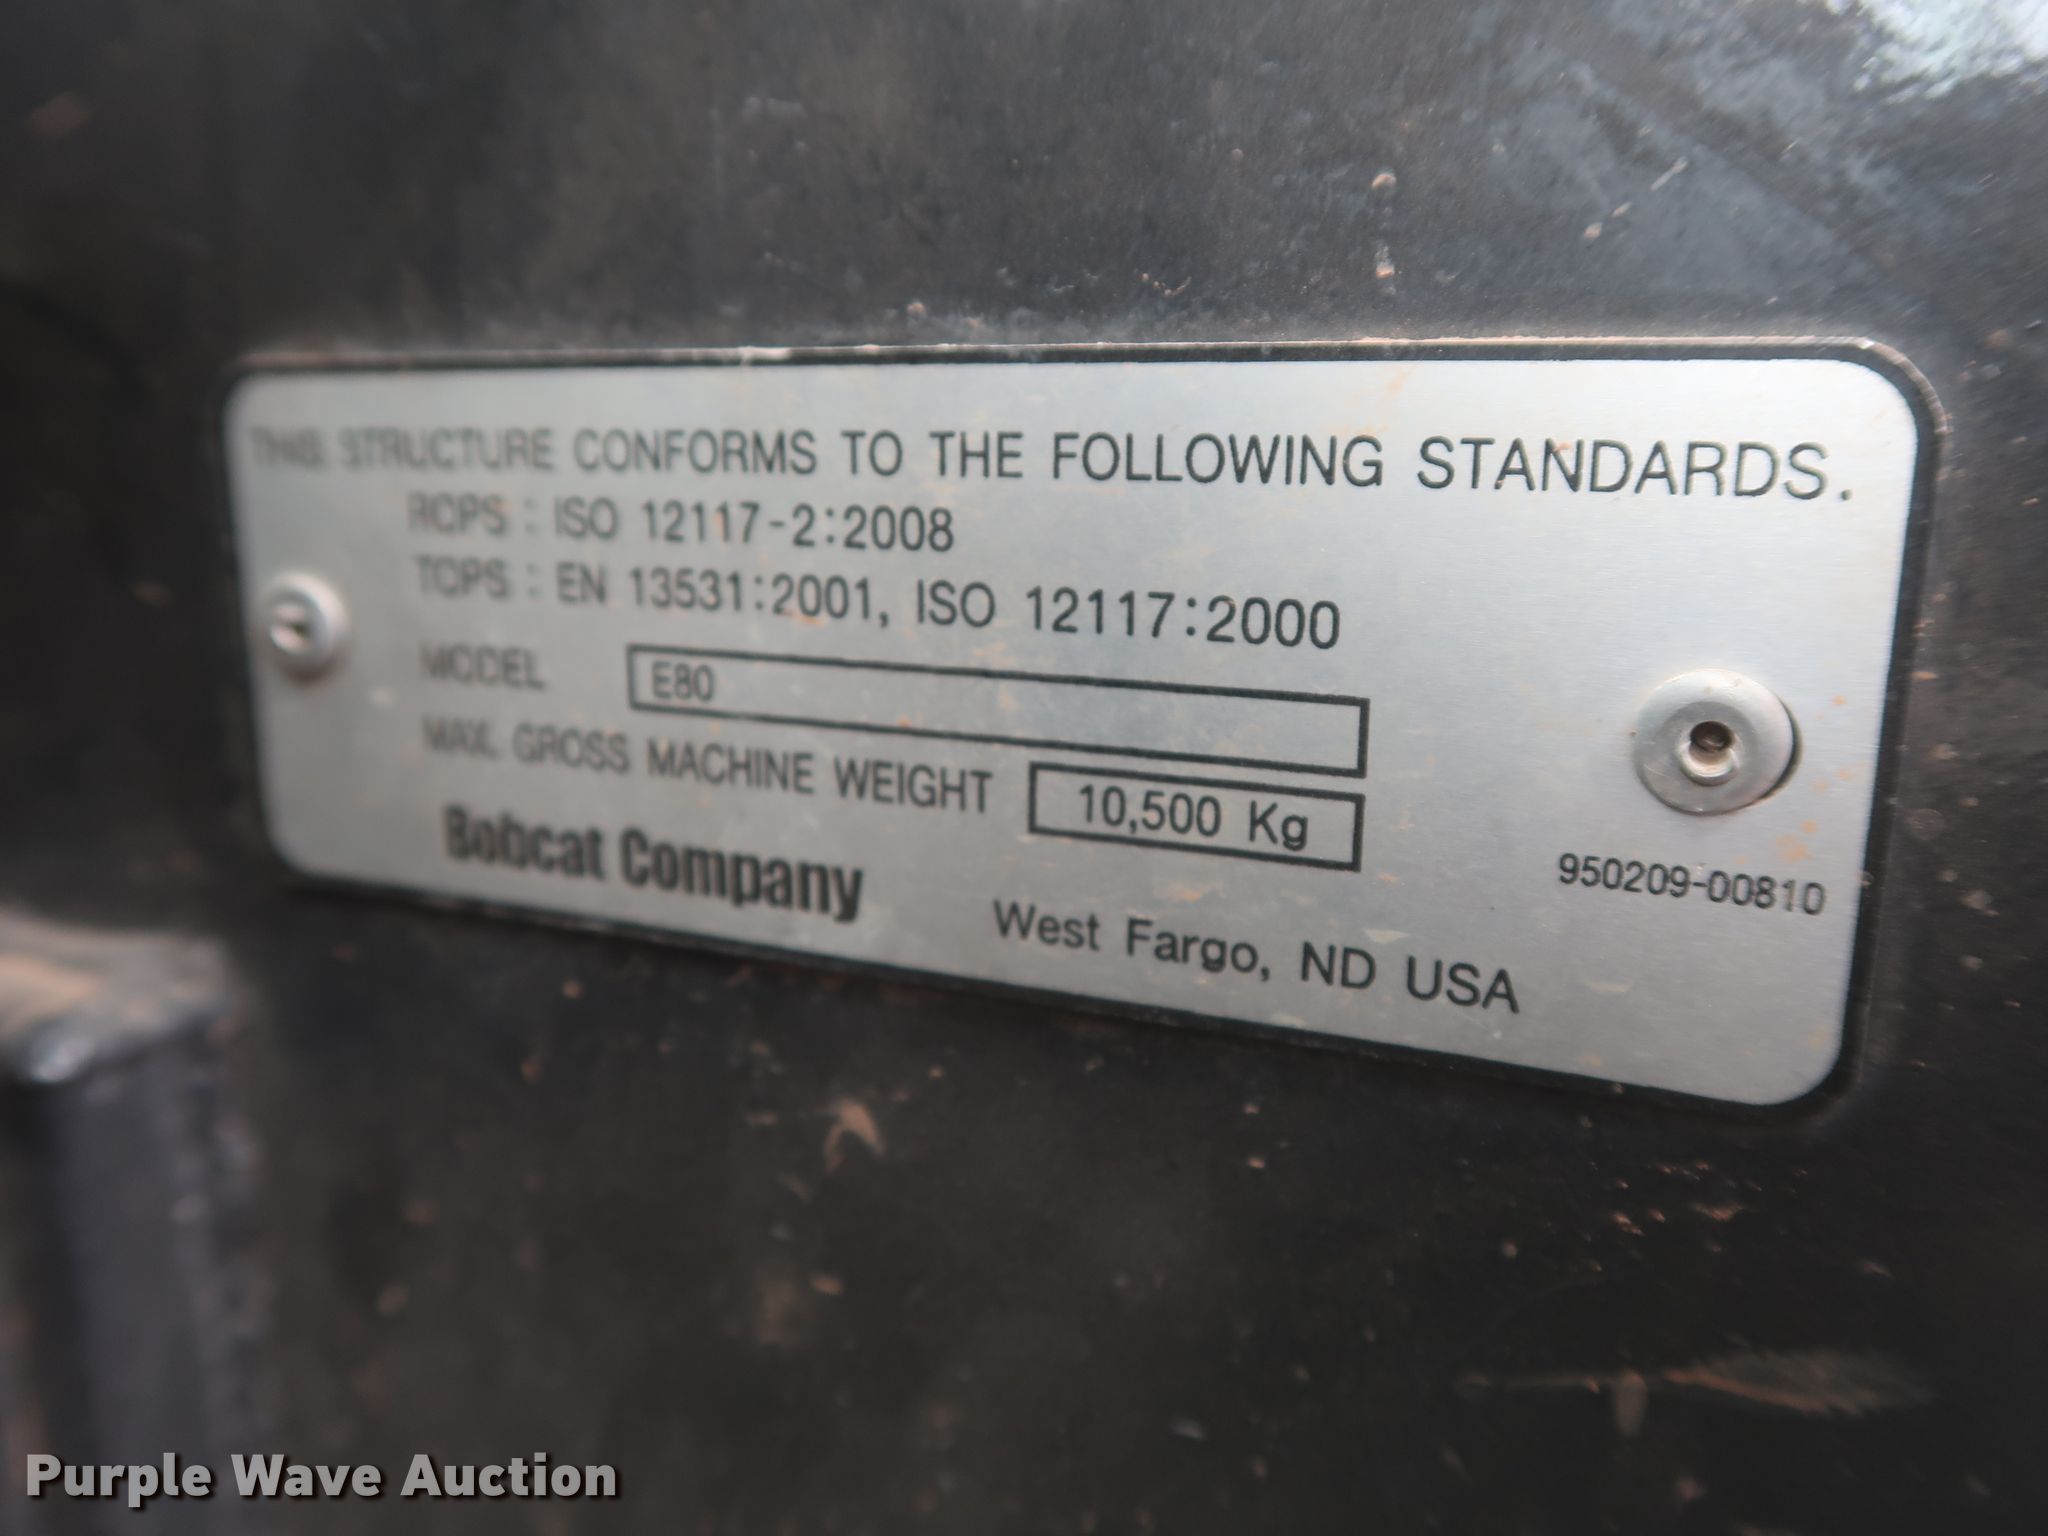 THIS STRUCTURE CONFORMS TO THE FOLLOWING STANDARDS.
ROPS : ISO 12117-2:2008
TOPS : EN 13531:2001, ISO 12117:2000
MODEL E80
MAX. GROSS MACHINE WEIGHT 10,500 Kg
950209-00810
Bobcat Company West Fargo, ND USA
Purple Wave Auction